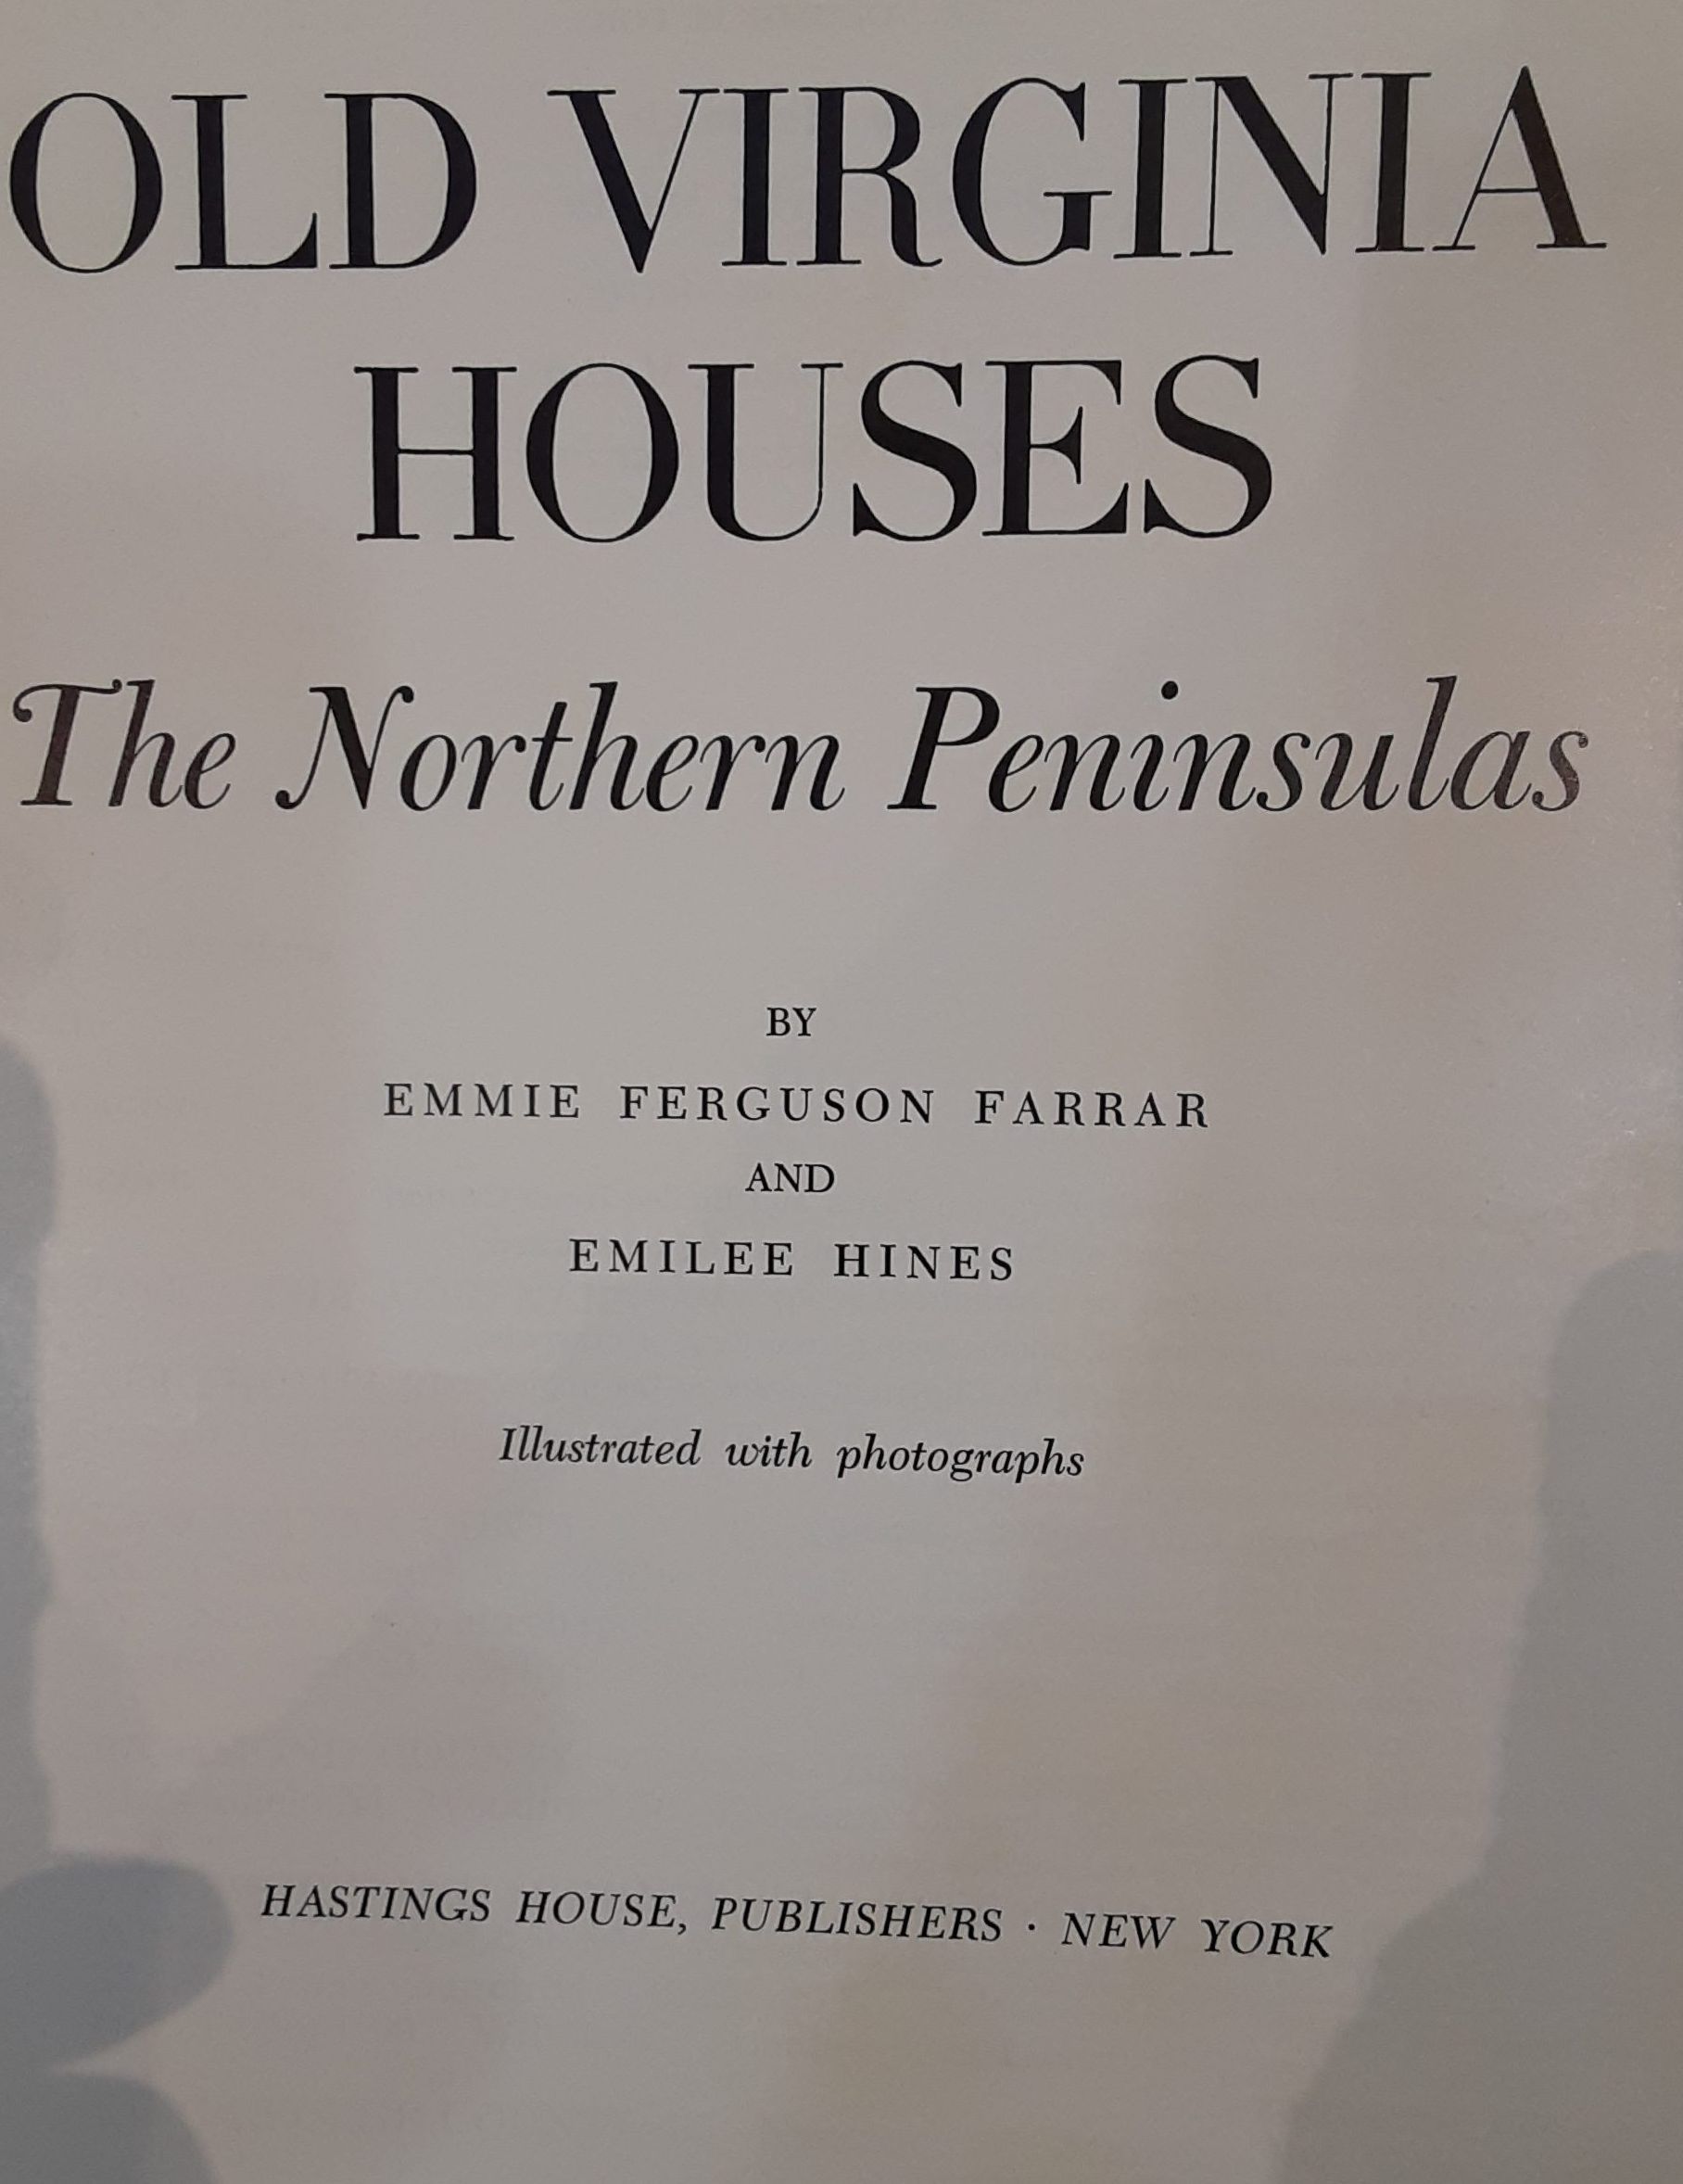 OLD VIRGINIA
HOUSES
The Northern Peninsulas
BY
EMMIE FERGUSON FARRAR
AND
EMILEE HINES
Illustrated with photographs
HASTINGS HOUSE, PUBLISHERS · NEW YORK